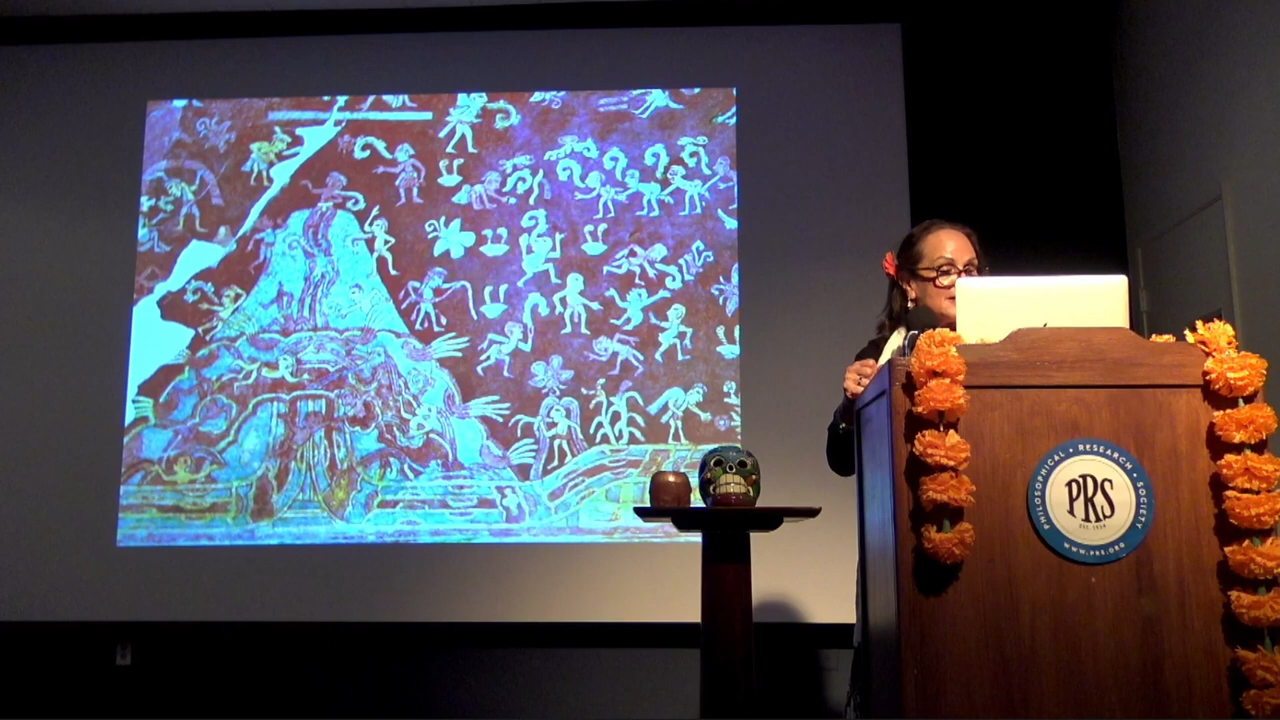 PHILOSOPHICAL • RESEARCH • SOCIETY
PRS
EST. 1934
WWW.PRS.ORG